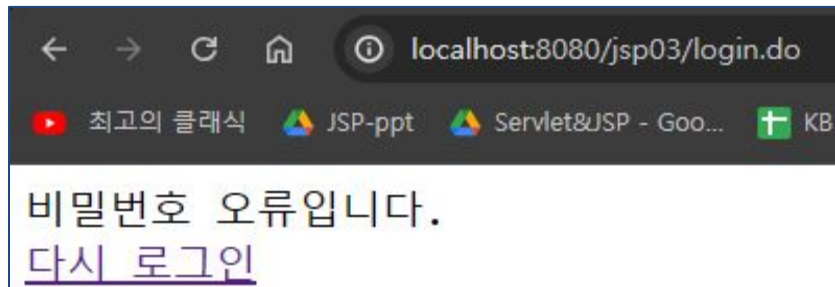 localhost:8080/jsp03/login.do
최고의 클래식 JSP-ppt Servlet&JSP - Goo... KB
비밀번호 오류입니다.
다시 로그인